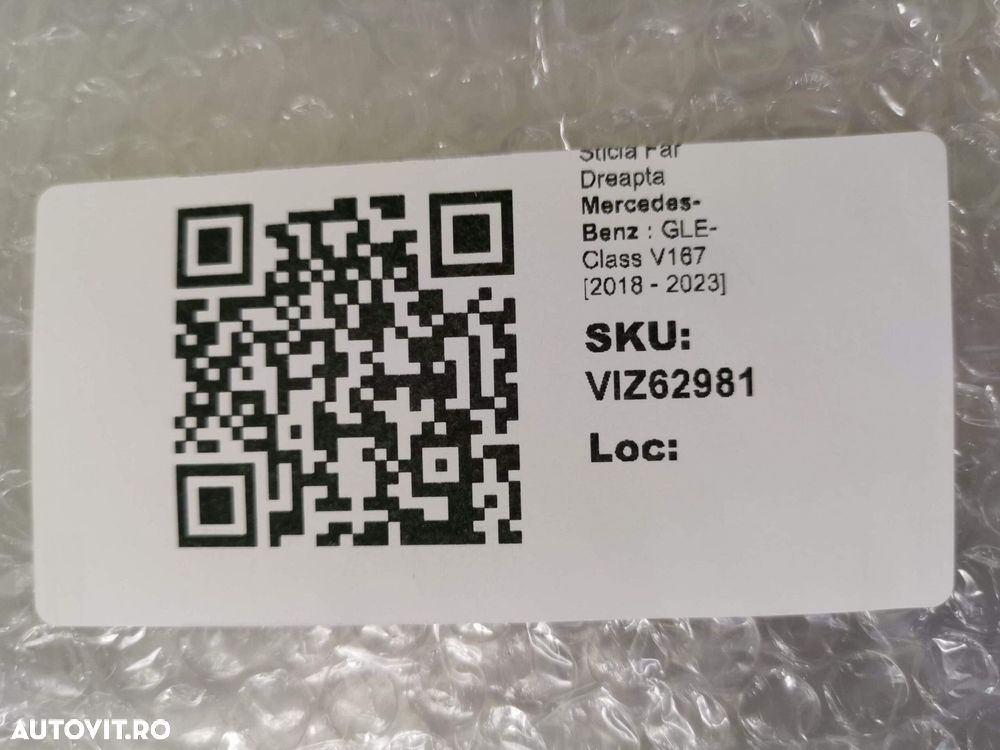 Sticla Far
Dreapta
Mercedes-
Benz : GLE-
Class V167
[2018 - 2023]
SKU:
VIZ62981
Loc:
AUTOVIT.RO